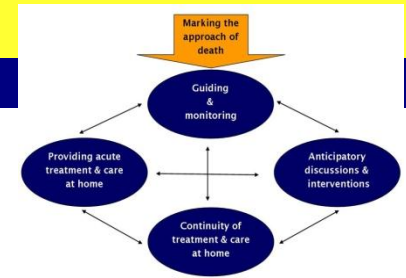 Marking the
approach of
death
Guiding
&
monitoring
Providing acute
treatment & care
at home
Anticipatory
discussions &
interventions
Continuity of
treatment & care
at home